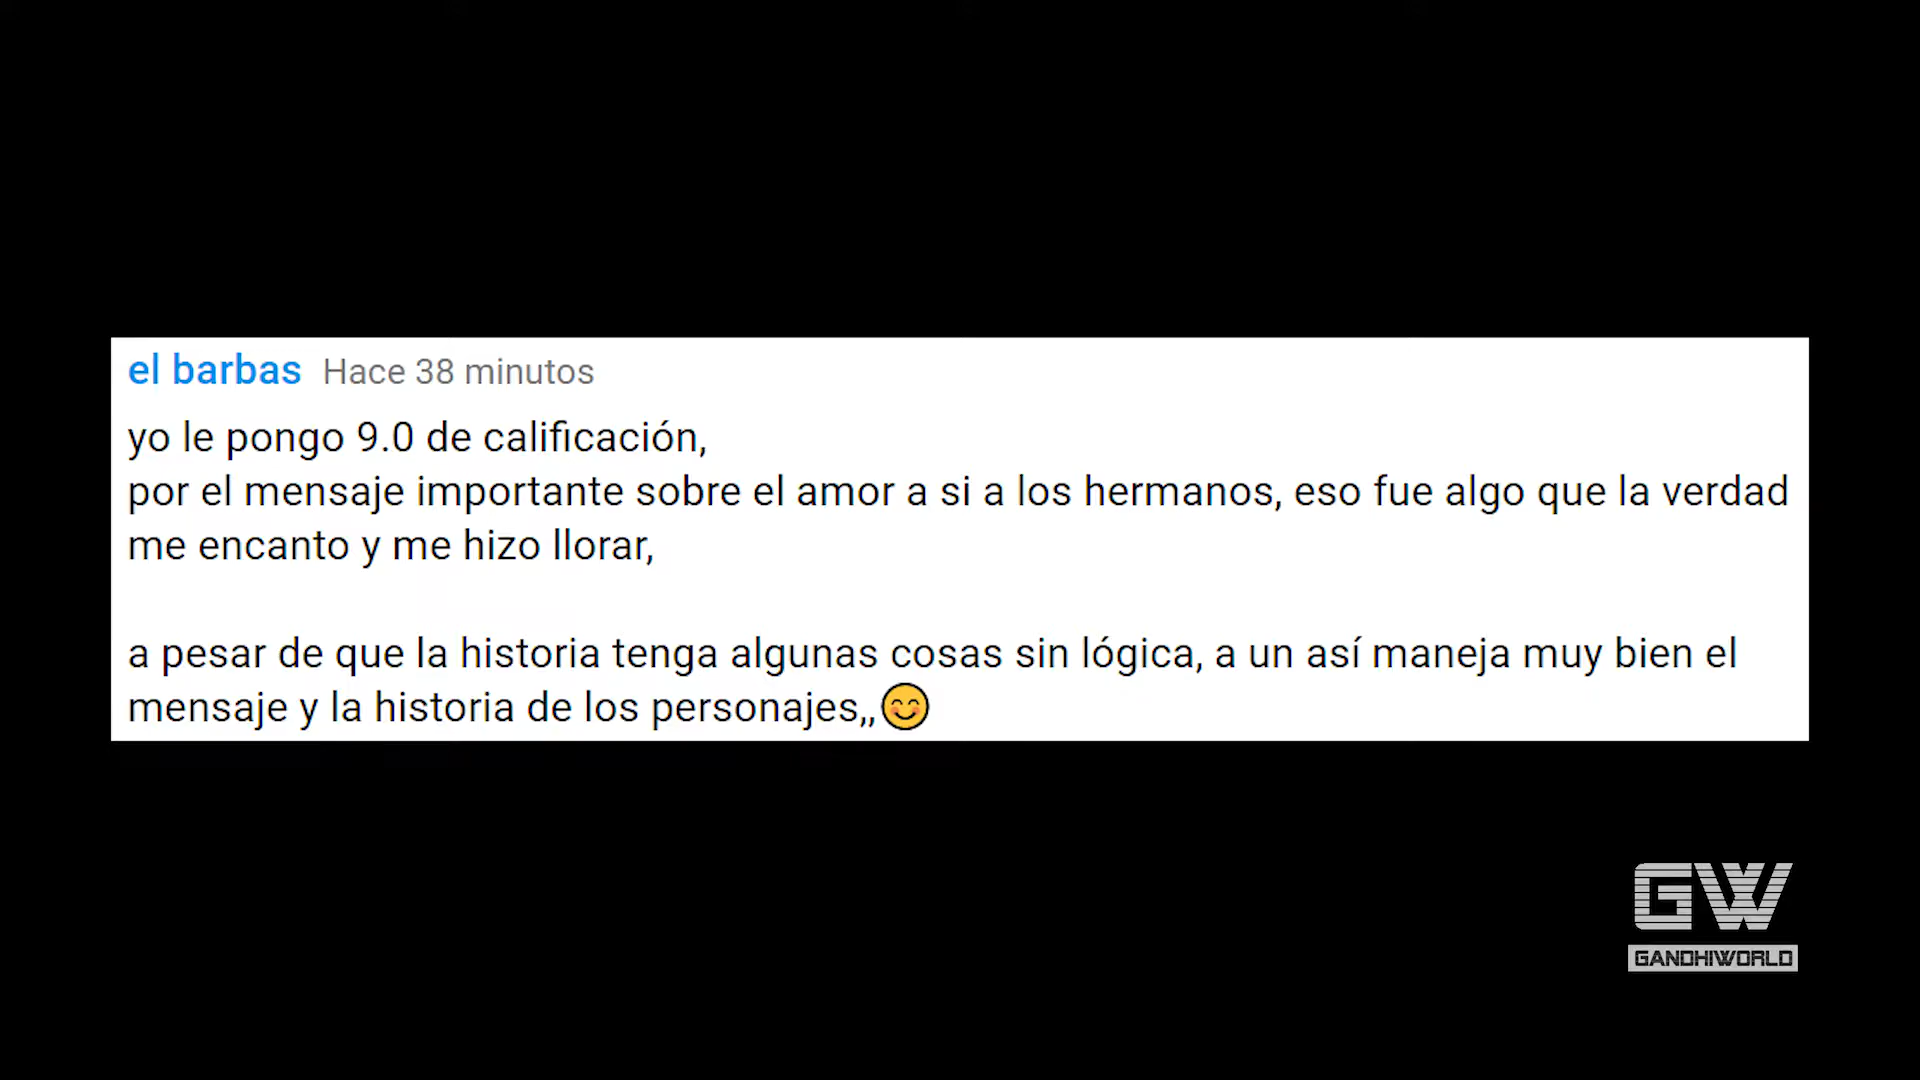 el barbas Hace 38 minutos
yo le pongo 9.0 de calificación,
por el mensaje importante sobre el amor a si a los hermanos, eso fue algo que la verdad
me encanto y me hizo llorar,
a pesar de que la historia tenga algunas cosas sin lógica, a un así maneja muy bien el
mensaje y la historia de los personajes,,😊
GW
GANDHIWORLD